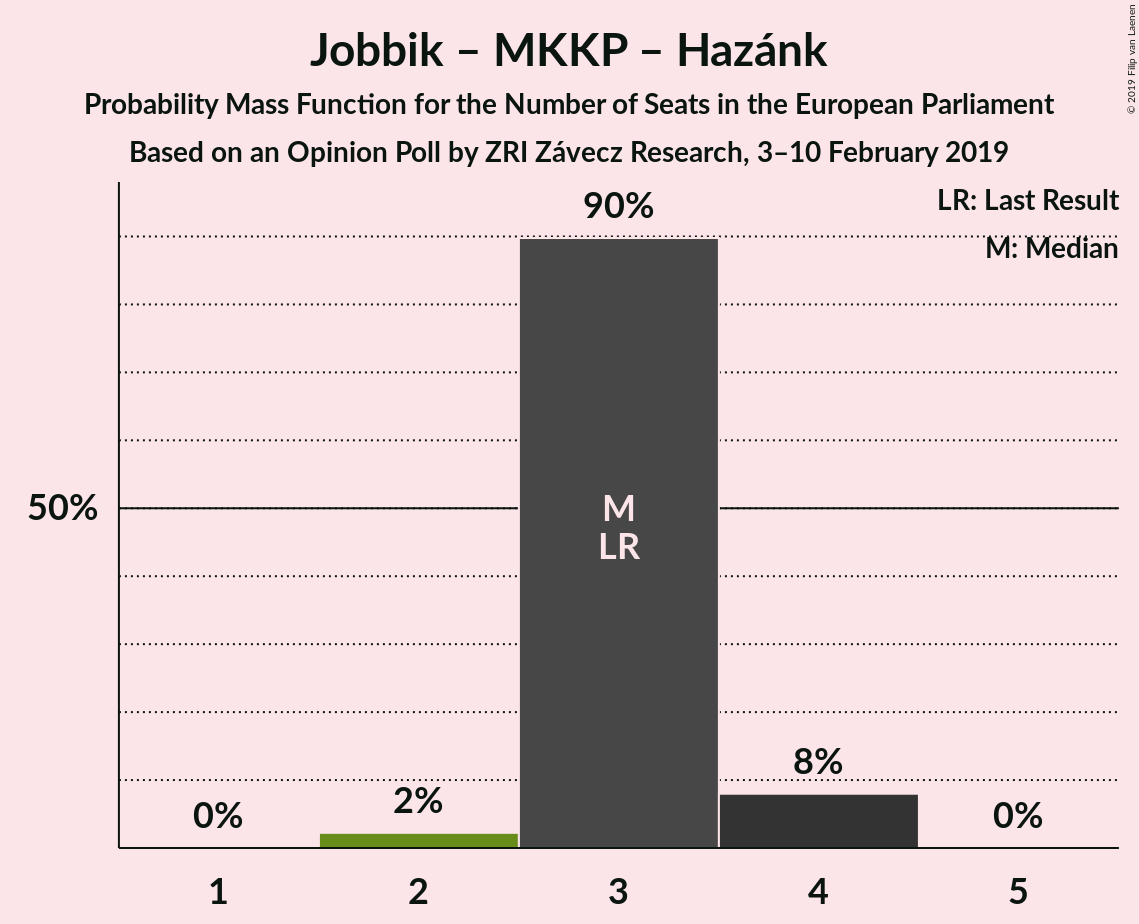 Jobbik – MKKP – Hazánk
Probability Mass Function for the Number of Seats in the European Parliament
Based on an Opinion Poll by ZRI Závecz Research, 3–10 February 2019
© 2019 Filip van Laenen
LR: Last Result
M: Median
90%
50%
M
LR
8%
2%
0%
0%
1
2
3
4
5